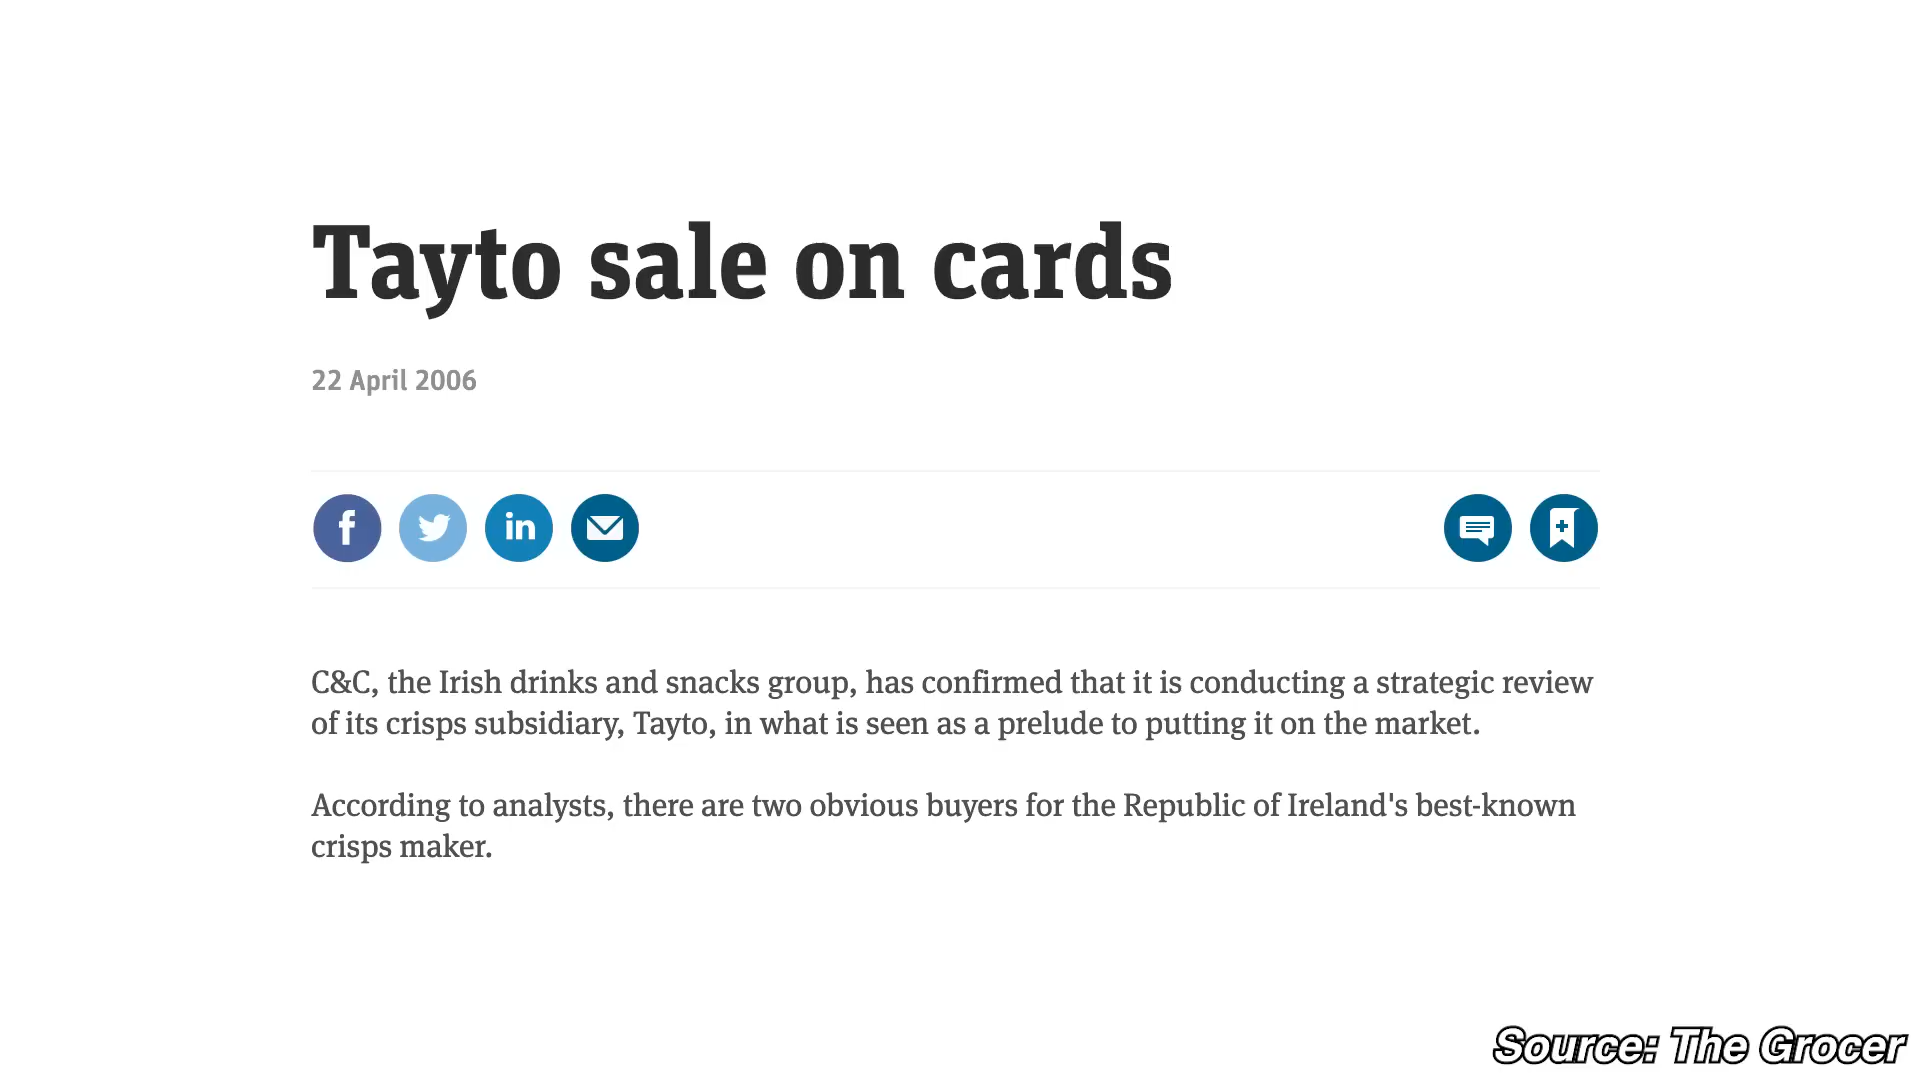 Tayto sale on cards
22 April 2006
f
in
C&C, the Irish drinks and snacks group, has confirmed that it is conducting a strategic review
of its crisps subsidiary, Tayto, in what is seen as a prelude to putting it on the market.
According to analysts, there are two obvious buyers for the Republic of Ireland's best-known
crisps maker.
Source: The Grocer